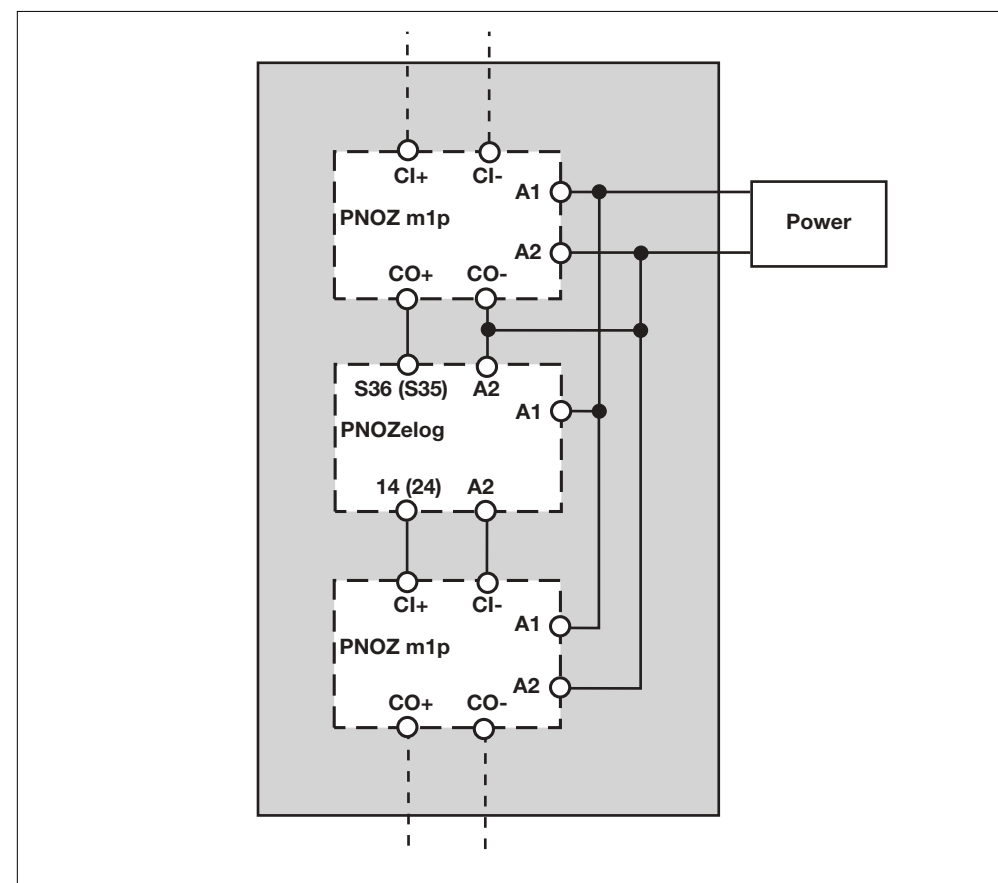 CI+ CI-
A1
PNOZ m1p
Power
A2
CO+ CO-
S36 (S35) A2
A1
PNOZelog
14 (24) A2
CI+ CI-
A1
PNOZ m1p
A2
CO+ CO-